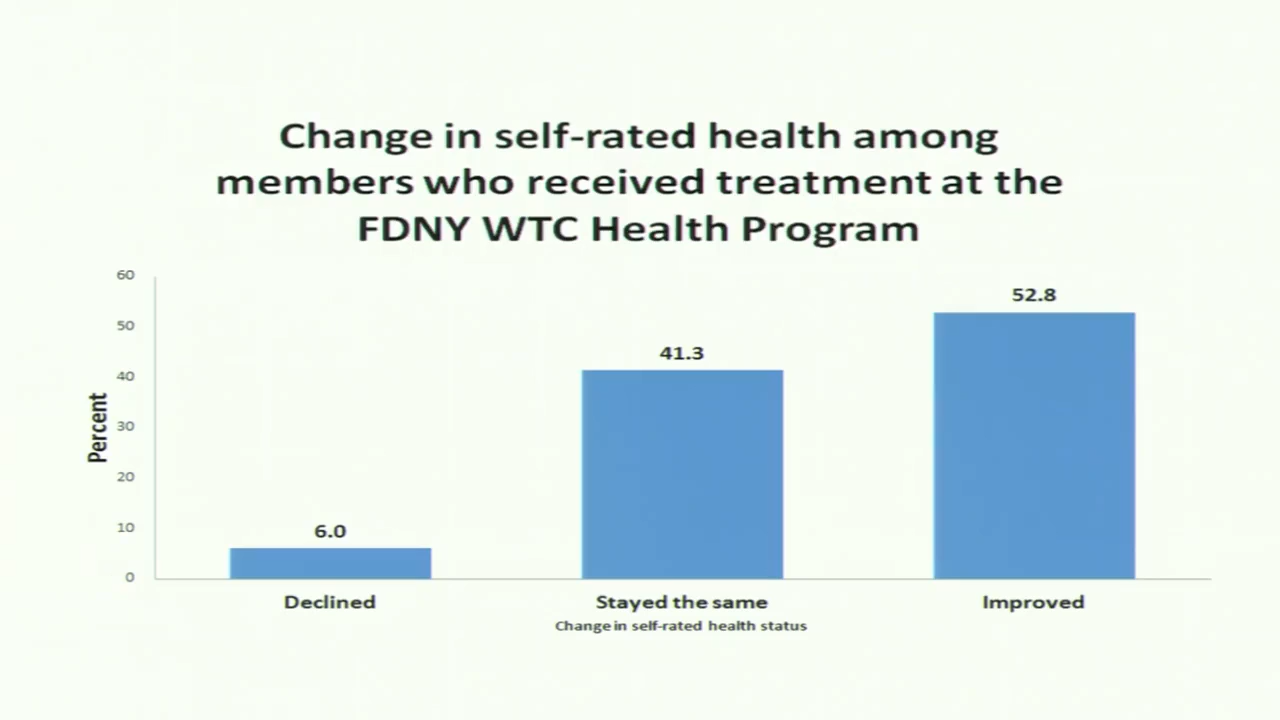 Change in self-rated health among
members who received treatment at the
FDNY WTC Health Program
60
50
40
30
20
10
0
Percent
6.0
41.3
52.8
Declined
Stayed the same
Improved
Change in self-rated health status